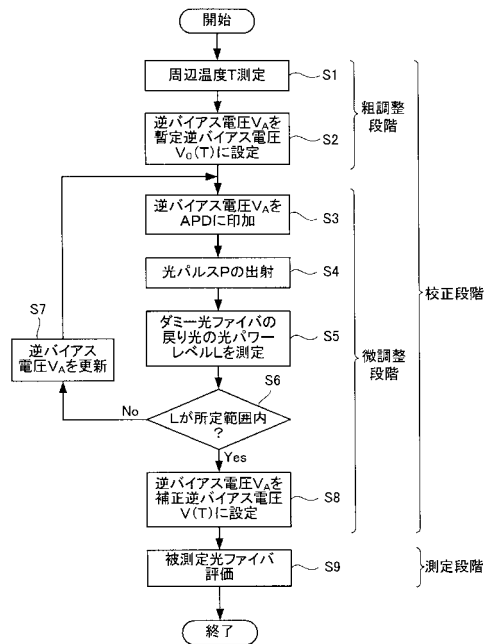 開始
周辺温度T測定
S1
逆バイアス電圧VAを
暫定逆バイアス電圧
V0(T)に設定
S2
粗調整
段階
逆バイアス電圧VAを
APDに印加
S3
光パルスPの出射
S4
ダミー光ファイバの
戻り光の光パワー
レベルLを測定
S5
S7
逆バイアス
電圧VAを更新
S6
Lが所定範囲内
?
No
Yes
逆バイアス電圧VAを
補正逆バイアス電圧
V(T)に設定
S8
微調整
段階
校正段階
被測定光ファイバ
評価
S9
測定段階
終了